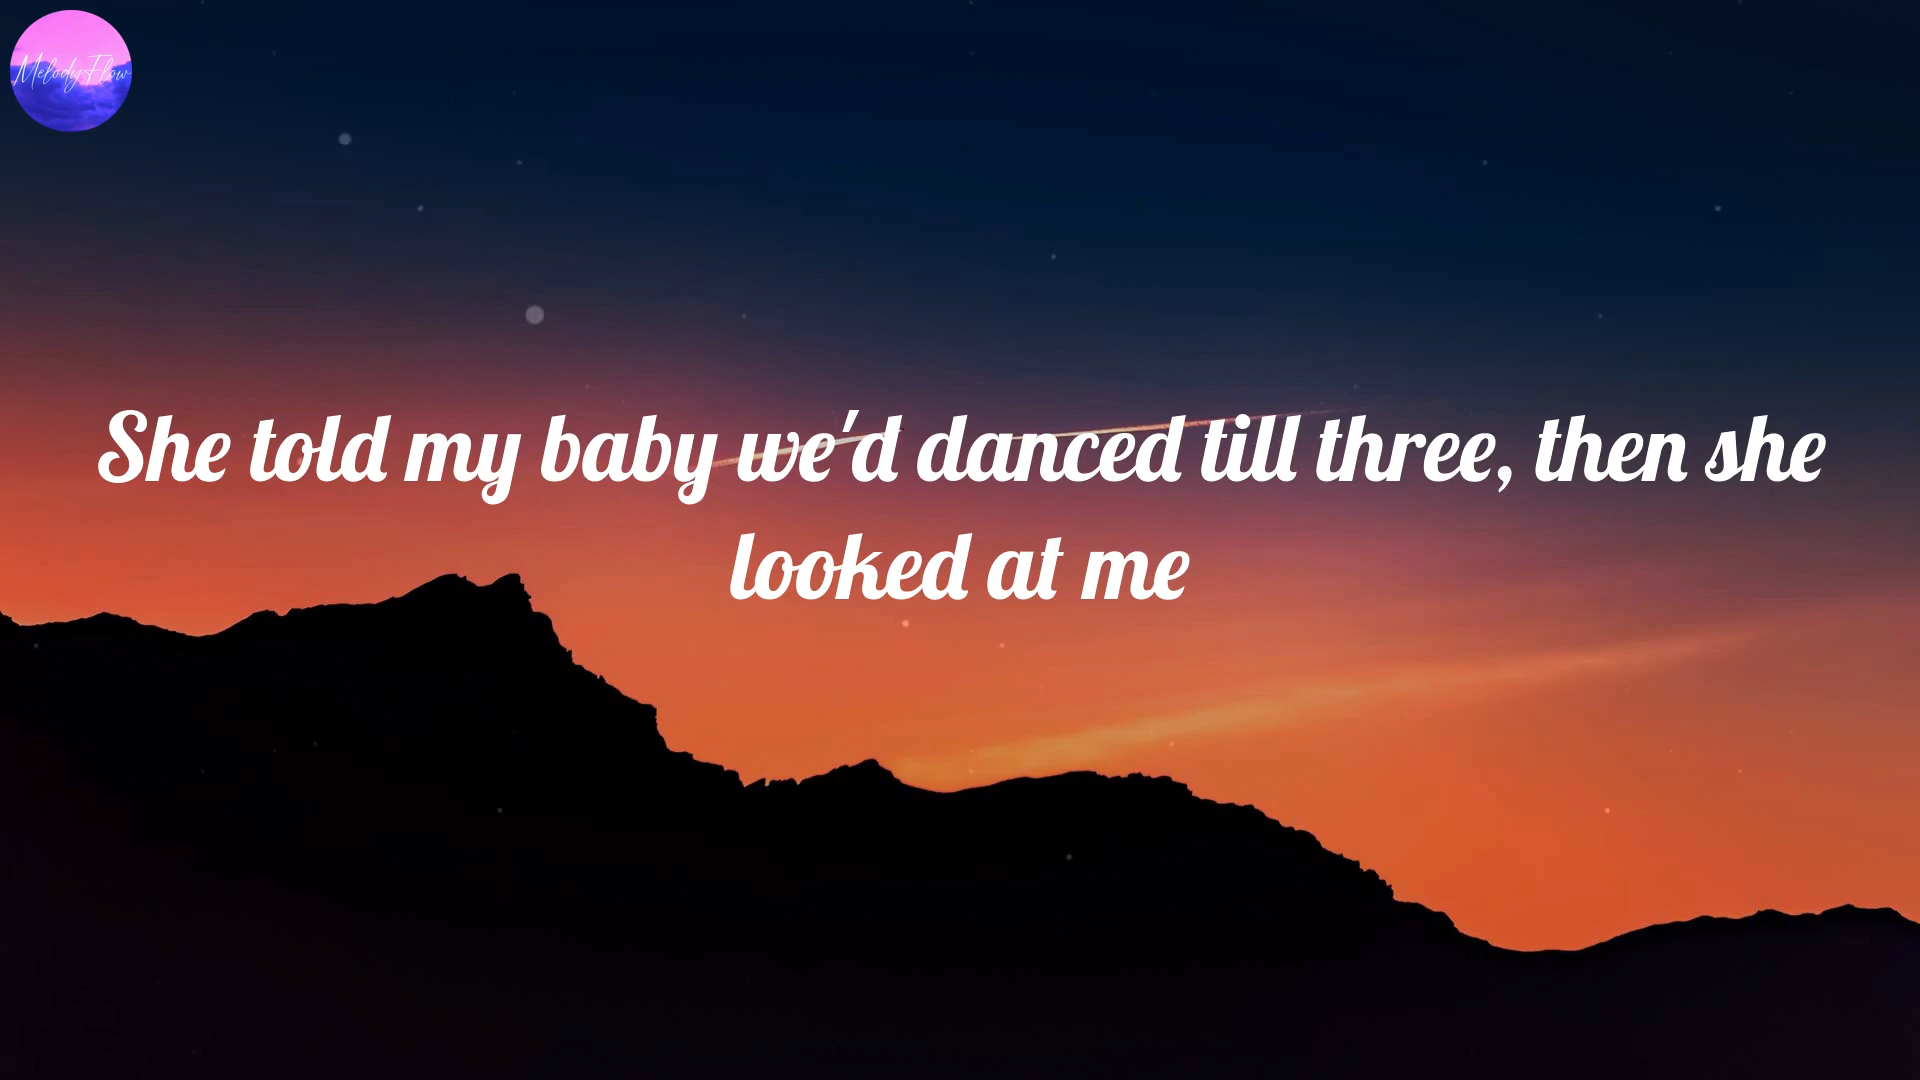 MelodyFlow
She told my baby we'd danced till three, then she
looked at me